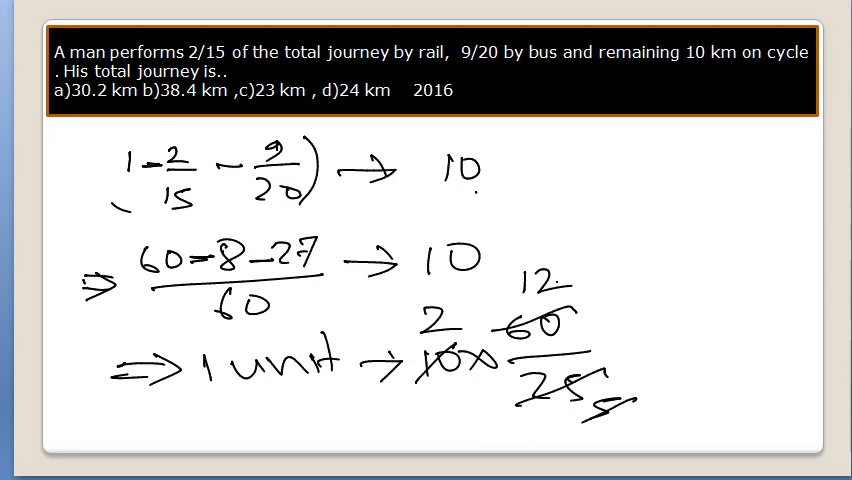 A man performs 2/15 of the total journey by rail, 9/20 by bus and remaining 10 km on cycle
. His total journey is..
a)30.2 km b)38.4 km ,c)23 km , d)24 km 2016
(1 - 2/15 - 9/20) → 10
⇒ 60-8-27/60 → 10
2 12
⇒ 1 unit → 10 x 60/25
5